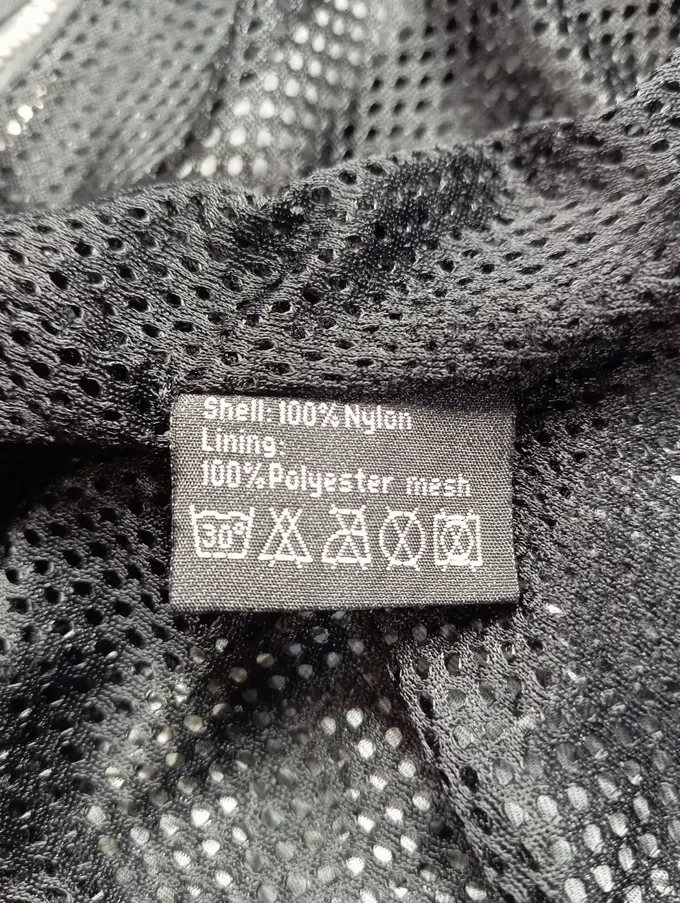 Shell: 100% Nylon
Lining:
100% Polyester mesh
30°